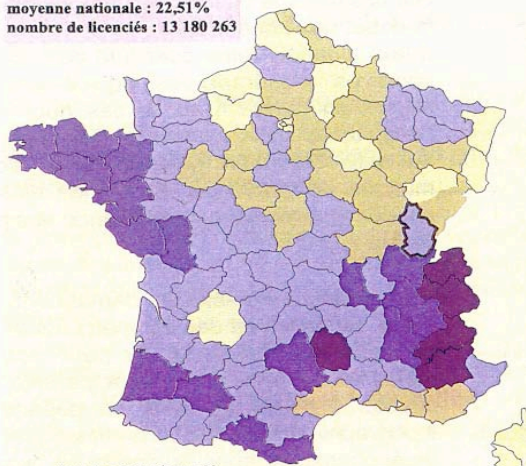 moyenne nationale : 22,51%
nombre de licenciés : 13 180 263